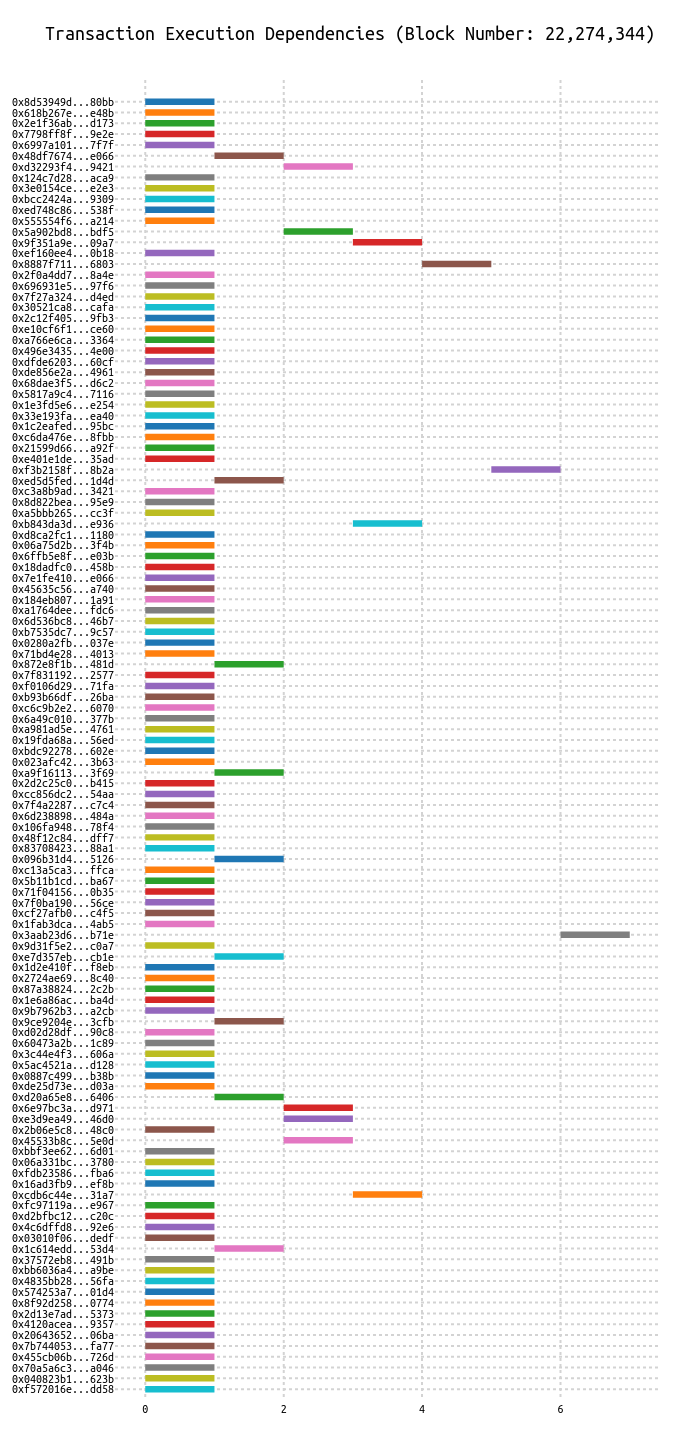 Transaction Execution Dependencies (Block Number: 22,274,344)
0x8d53949d...80bb
0x618b267e...e48b
0x2e1f36ab...d173
0x7798ff8f...9e2e
0x6997a101...7f7f
0x48df7674...e066
0xd32293f4...9421
0x124c7d28...aca9
0x3e0154ce...e2e3
0xbcc2424a...9309
0xed748c86...538f
0x555554f6...a214
0x5a902bd8...bdf5
0x9f351a9e...09a7
0xef160ee4...0b18
0x8887f711...6803
0x2f0a4dd7...8a4e
0x696931e5...97f6
0x7f27a324...d4ed
0x30521ca8...cafa
0x2c12f405...9fb3
0xe10cf6f1...ce60
0xa766e6ca...3364
0x496e3435...4e00
0xdfde6203...60cf
0xde856e2a...4961
0x68dae3f5...d6c2
0x5817a9c4...7116
0x1e3fd5e6...e254
0x33e193fa...ea40
0x1c2eafed...95bc
0xc6da476e...8fbb
0x21599d66...a92f
0xe401e1de...35ad
0xf3b2158f...8b2a
0xed5d5fed...1d4d
0xc3a8b9ad...3421
0x8d822bea...95e9
0xa5bbb265...cc3f
0xb843da3d...e936
0xd8ca2fc1...1180
0x06a75d2b...3f4b
0x6ffb5e8f...e03b
0x18dadfc0...458b
0x7e1fe410...e066
0x45635c56...a740
0x184eb807...1a91
0xa1764dee...fdc6
0x6d536bc8...46b7
0xb7535dc7...9c57
0x0280a2fb...037e
0x71bd4e28...4013
0x872e8f1b...481d
0x7f831192...2577
0xf0106d29...71fa
0xb93b66df...26ba
0xc6c9b2e2...6070
0x6a49c010...377b
0xa981ad5e...4761
0x19fda68a...56ed
0xbdc92278...602e
0x023afc42...3b63
0xa9f16113...3f69
0x2d2c25c0...b415
0xcc856dc2...54aa
0x7f4a2287...c7c4
0x6d238898...484a
0x106fa948...78f4
0x48f12c84...dff7
0x83708423...88a1
0x096b31d4...5126
0xc13a5ca3...ffca
0x5b11b1cd...ba67
0x71f04156...0b35
0x7f0ba190...56ce
0xcf27afb0...c4f5
0x1fab3dca...4ab5
0x3aab23d6...b71e
0x9d31f5e2...c0a7
0xe7d357eb...cb1e
0x1d2e410f...f8eb
0x2724ae69...8c40
0x87a38824...2c2b
0x1e6a86ac...ba4d
0x9b7962b3...a2cb
0x9ce9204e...3cfb
0xd02d28df...90c8
0x60473a2b...1c89
0x3c44e4f3...606a
0x5ac4521a...d128
0x0887c499...b38b
0xde25d73e...d03a
0xd20a65e8...6406
0x6e97bc3a...d971
0xe3d9ea49...46d0
0x2b06e5c8...48c0
0x45533b8c...5e0d
0xbbf3ee62...6d01
0x06a331bc...3780
0xfdb23586...fba6
0x16ad3fb9...ef8b
0xcdb6c44e...31a7
0xfc97119a...e967
0xd2bfbc12...c20c
0x4c6dffd8...92e6
0x03010f06...dedf
0x1c614edd...53d4
0x37572eb8...491b
0xbb6036a4...a9be
0x4835bb28...56fa
0x574253a7...01d4
0x8f92d258...0774
0x2d13e7ad...5373
0x4120acea...9357
0x20643652...06ba
0x7b744053...fa77
0x455cb06b...726d
0x70a5a6c3...a046
0x040823b1...623b
0xf572016e...dd58
0 2 4 6